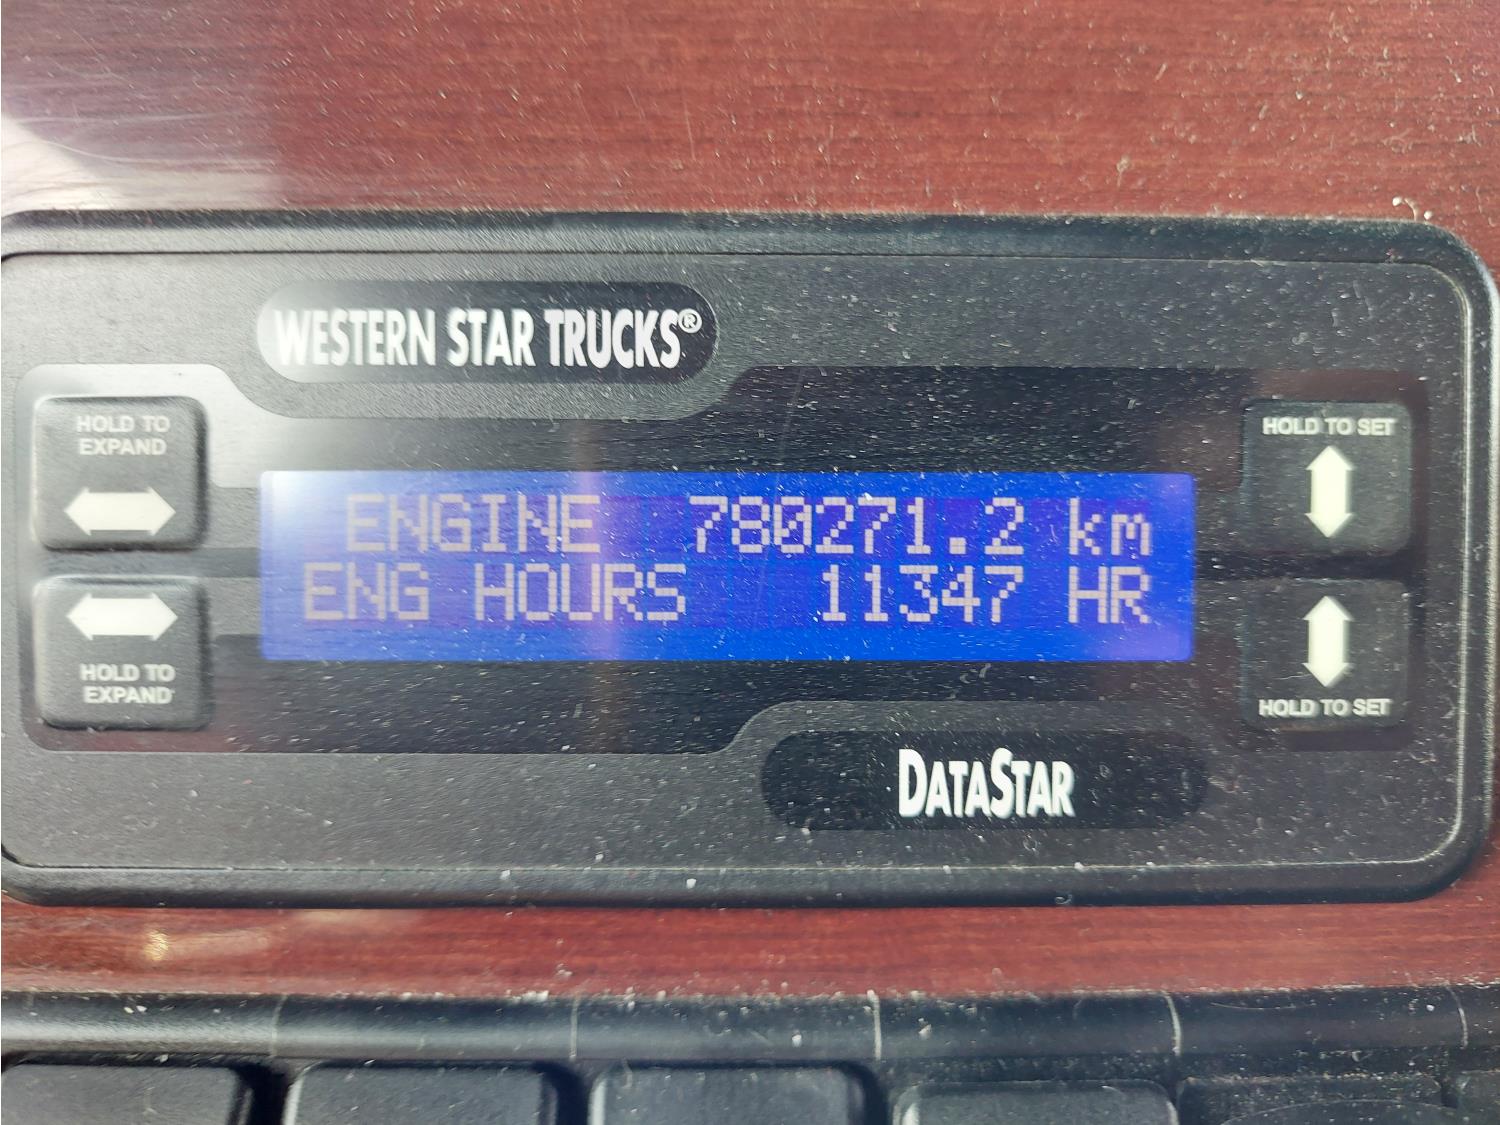 WESTERN STAR TRUCKS®
HOLD TO
EXPAND
HOLD TO SET
ENGINE 780271.2 km
ENG HOURS 11347 HR
HOLD TO
EXPAND
HOLD TO SET
DATASTAR